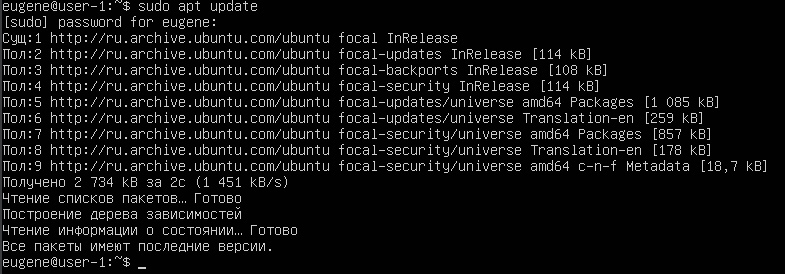 eugene@user-1:~$ sudo apt update
[sudo] password for eugene:
Сущ:1 http://ru.archive.ubuntu.com/ubuntu focal InRelease
Пол:2 http://ru.archive.ubuntu.com/ubuntu focal-updates InRelease [114 kB]
Пол:3 http://ru.archive.ubuntu.com/ubuntu focal-backports InRelease [108 kB]
Пол:4 http://ru.archive.ubuntu.com/ubuntu focal-security InRelease [114 kB]
Пол:5 http://ru.archive.ubuntu.com/ubuntu focal-updates/universe amd64 Packages [1 085 kB]
Пол:6 http://ru.archive.ubuntu.com/ubuntu focal-updates/universe Translation-en [259 kB]
Пол:7 http://ru.archive.ubuntu.com/ubuntu focal-security/universe amd64 Packages [857 kB]
Пол:8 http://ru.archive.ubuntu.com/ubuntu focal-security/universe Translation-en [178 kB]
Пол:9 http://ru.archive.ubuntu.com/ubuntu focal-security/universe amd64 c-n-f Metadata [18,7 kB]
Получено 2 734 kB за 2с (1 451 kB/s)
Чтение списков пакетов… Готово
Построение дерева зависимостей
Чтение информации о состоянии… Готово
Все пакеты имеют последние версии.
eugene@user-1:~$ _